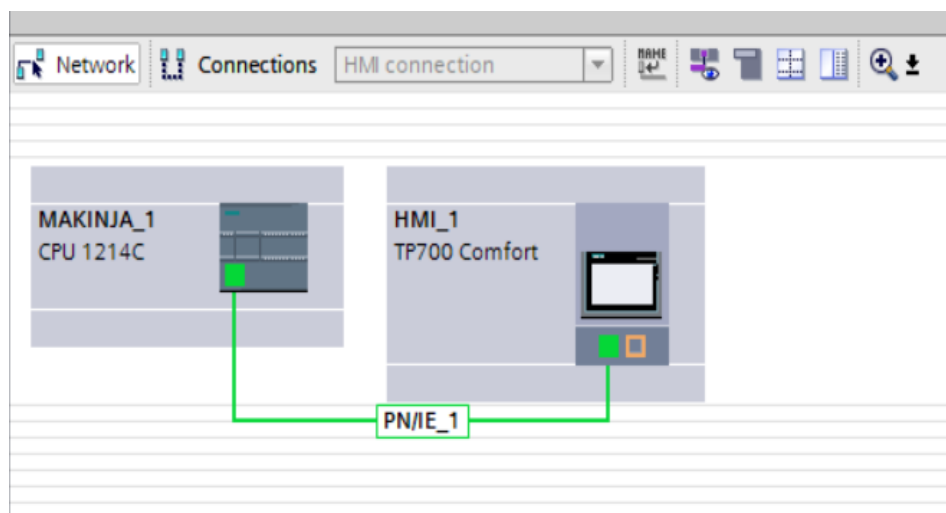 Network Connections HMI connection NAME
MAKINJA_1
CPU 1214C
HMI_1
TP700 Comfort
PN/IE_1